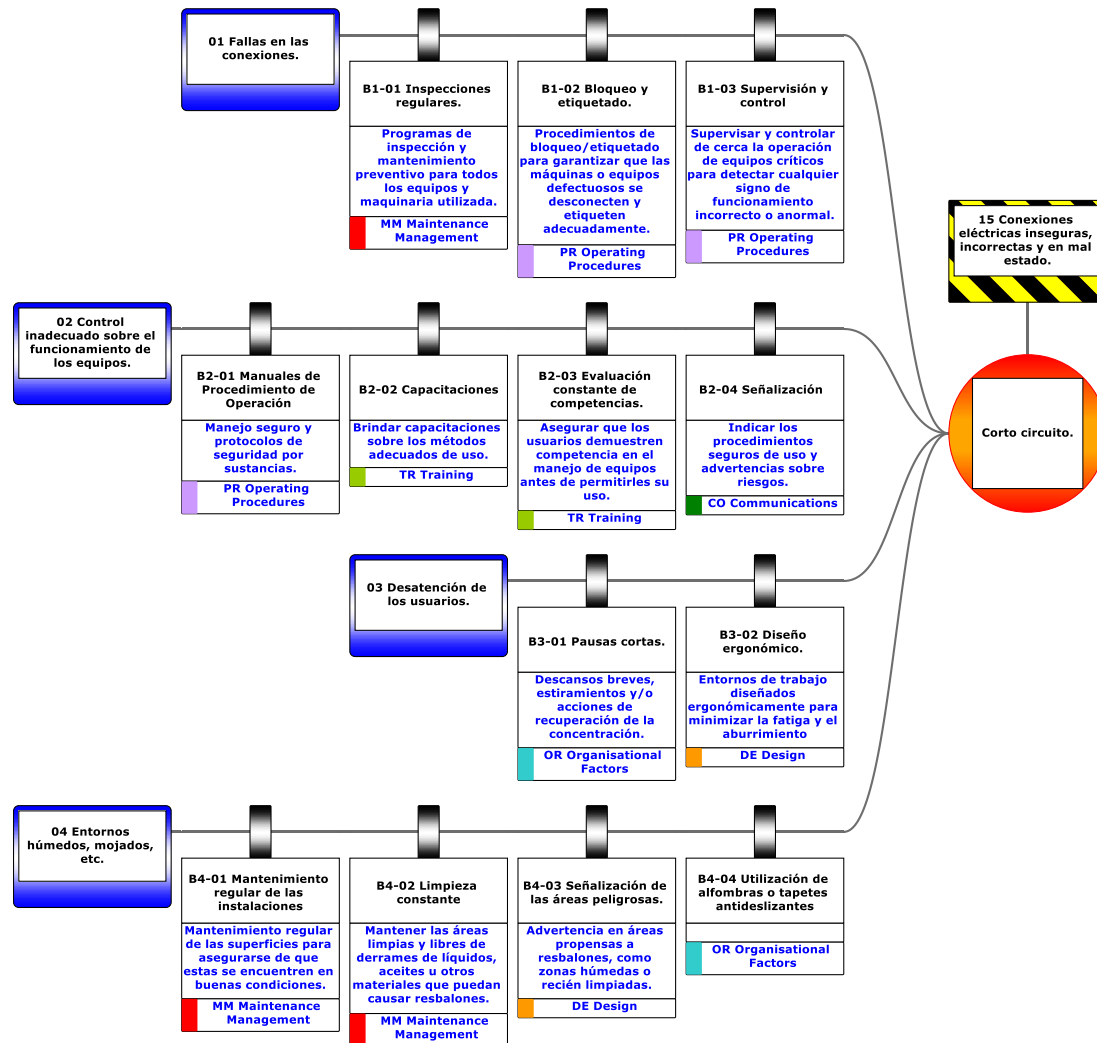 01 Fallas en las
conexiones.
B1-01 Inspecciones
regulares.
Programas de
inspección y
mantenimiento
preventivo para todos
los equipos y
maquinaria utilizada.
MM Maintenance
Management
B1-02 Bloqueo y
etiquetado.
Procedimientos de
bloqueo/etiquetado
para garantizar que las
máquinas o equipos
defectuosos se
desconecten y
etiqueten
adecuadamente.
PR Operating
Procedures
B1-03 Supervisión y
control
Supervisar y controlar
de cerca la operación
de equipos críticos
para detectar cualquier
signo de
funcionamiento
incorrecto o anormal.
PR Operating
Procedures
15 Conexiones
eléctricas inseguras,
incorrectas y en mal
estado.
Corto circuito.
02 Control
inadecuado sobre el
funcionamiento de
los equipos.
B2-01 Manuales de
Procedimiento de
Operación
Manejo seguro y
protocolos de
seguridad por
sustancias.
PR Operating
Procedures
B2-02 Capacitaciones
Brindar capacitaciones
sobre los métodos
adecuados de uso.
TR Training
B2-03 Evaluación
constante de
competencias.
Asegurar que los
usuarios demuestren
competencia en el
manejo de equipos
antes de permitirles su
uso.
TR Training
B2-04 Señalización
Indicar los
procedimientos
seguros de uso y
advertencias sobre
riesgos.
CO Communications
03 Desatención de
los usuarios.
B3-01 Pausas cortas.
Descansos breves,
estiramientos y/o
acciones de
recuperación de la
concentración.
OR Organisational
Factors
B3-02 Diseño
ergonómico.
Entornos de trabajo
diseñados
ergonómicamente para
minimizar la fatiga y el
aburrimiento
DE Design
04 Entornos
húmedos, mojados,
etc.
B4-01 Mantenimiento
regular de las
instalaciones
Mantenimiento regular
de las superficies para
asegurarse de que
estas se encuentren en
buenas condiciones.
MM Maintenance
Management
B4-02 Limpieza
constante
Mantener las áreas
limpias y libres de
derrames de líquidos,
aceites u otros
materiales que puedan
causar resbalones.
MM Maintenance
Management
B4-03 Señalización de
las áreas peligrosas.
Advertencia en áreas
propensas a
resbalones, como
zonas húmedas o
recién limpiadas.
DE Design
B4-04 Utilización de
alfombras o tapetes
antideslizantes
OR Organisational
Factors